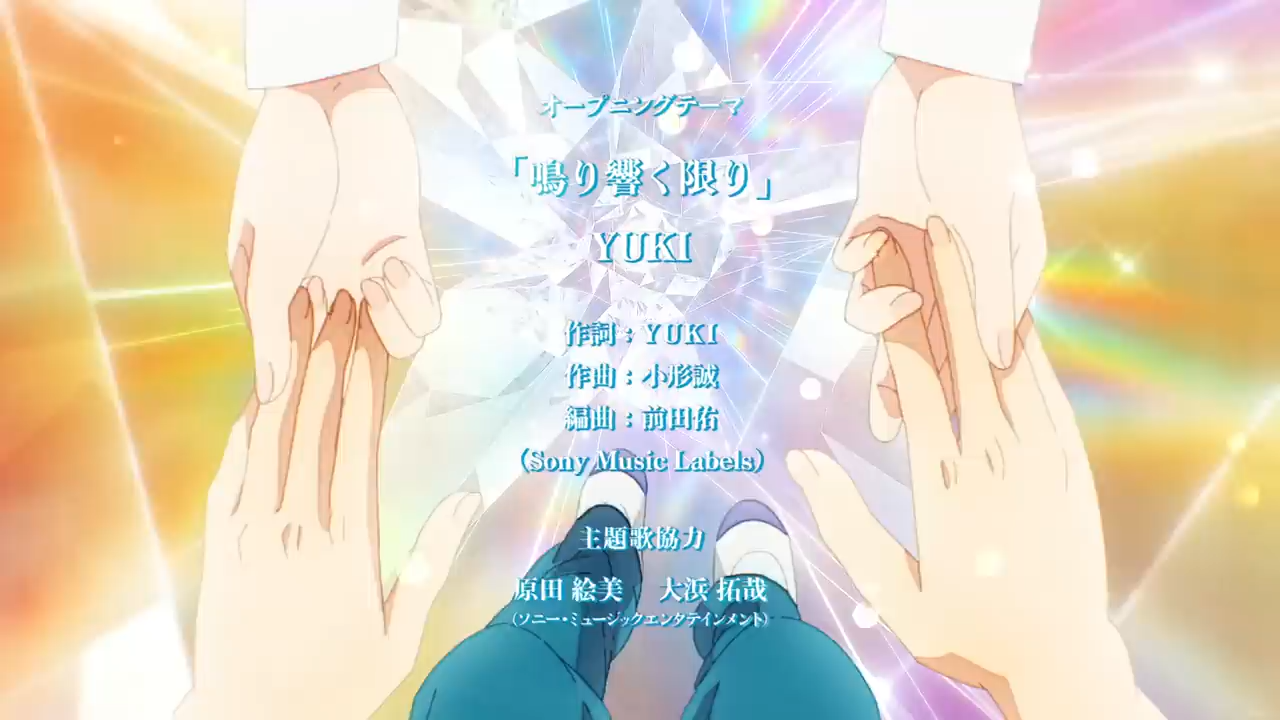 オープニングテーマ
「鳴り響く限り」
YUKI
作詞：YUKI
作曲：小形誠
編曲：前田佑
（Sony Music Labels）
主題歌協力
原田 絵美　大浜 拓哉
（ソニー・ミュージックエンタテインメント）